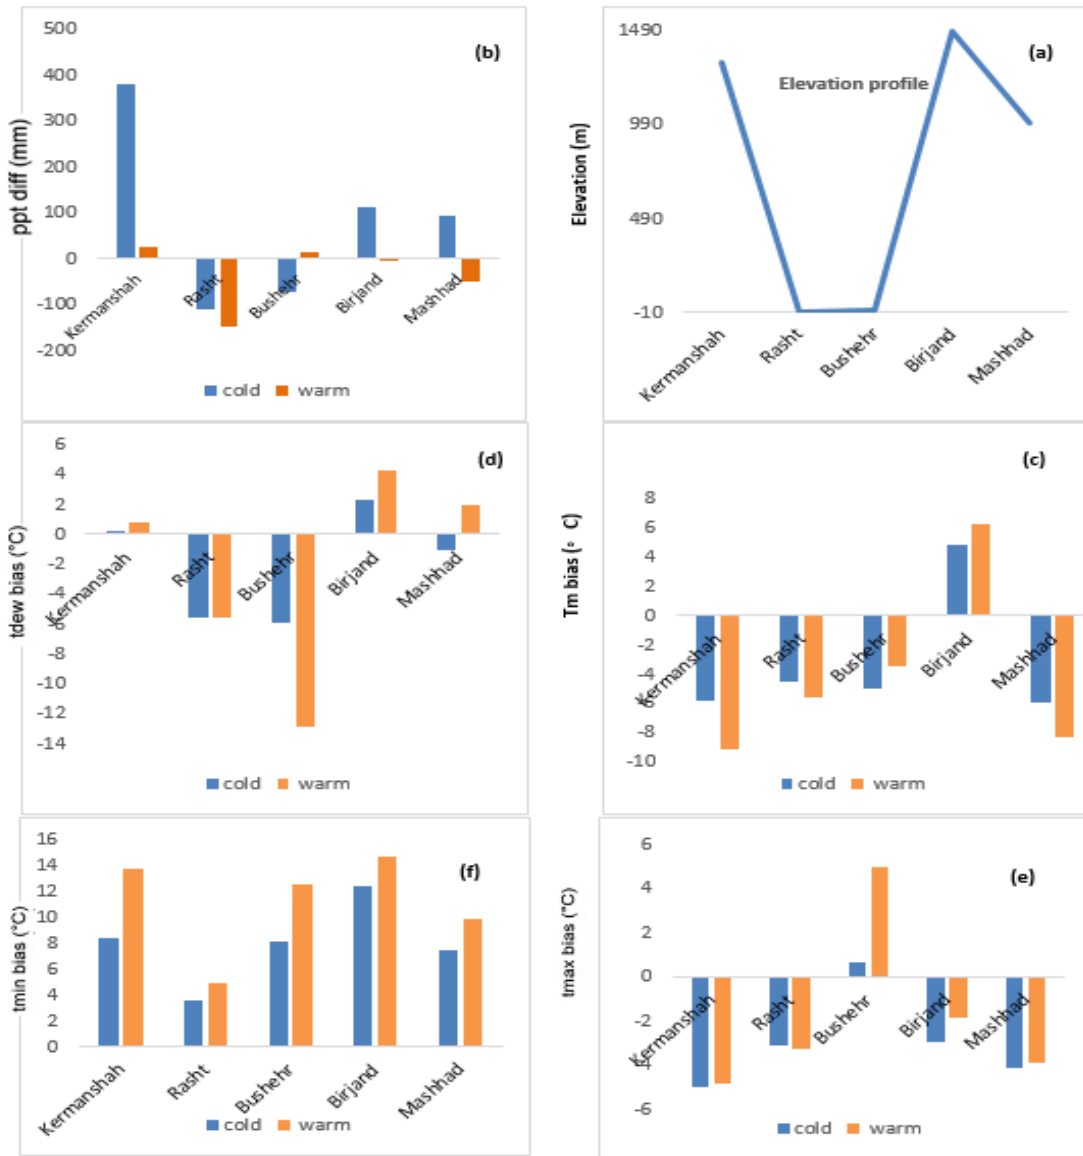 500
400
300
200
100
0
-100
-200
ppt diff (mm)
(b)
Kermanshah
Rasht
Bushehr
Birjand
Mashhad
cold warm
1490
990
490
-10
Elevation (m)
(a)
Elevation profile
Kermanshah
Rasht
Bushehr
Birjand
Mashhad
6
4
2
0
-2
-4
-6
-8
-10
-12
-14
tdew bias (°C)
(d)
Kermanshah
Rasht
Bushehr
Birjand
Mashhad
cold warm
8
6
4
2
0
-2
-4
-6
-8
-10
Tm bias (° C)
(c)
Kermanshah
Rasht
Bushehr
Birjand
Mashhad
cold warm
16
14
12
10
8
6
4
2
0
tmin bias (°C)
(f)
Kermanshah
Rasht
Bushehr
Birjand
Mashhad
cold warm
6
4
2
0
-2
-4
-6
tmax bias (°C)
(e)
Kermanshah
Rasht
Bushehr
Birjand
Mashhad
cold warm